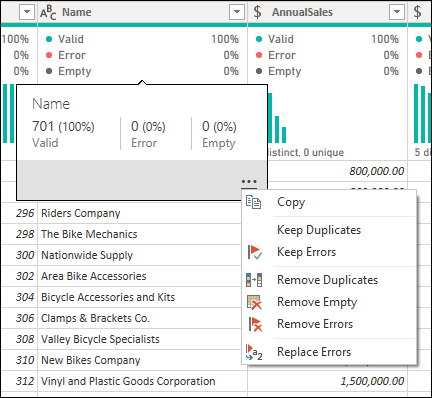 ABC Name $ AnnualSales
100% Valid 100% Valid 100% V
0% Error 0% Error 0% E
0% Empty 0% Empty 0% E
Name
701 (100%) 0 (0%) 0 (0%)
Valid Error Empty
distinct, 0 unique 5 di
800,000.00
...
296 Riders Company
298 The Bike Mechanics
300 Nationwide Supply
302 Area Bike Accessories
304 Bicycle Accessories and Kits
306 Clamps & Brackets Co.
308 Valley Bicycle Specialists
310 New Bikes Company
312 Vinyl and Plastic Goods Corporation 1,500,000.00
Copy
Keep Duplicates
Keep Errors
Remove Duplicates
Remove Empty
Remove Errors
Replace Errors